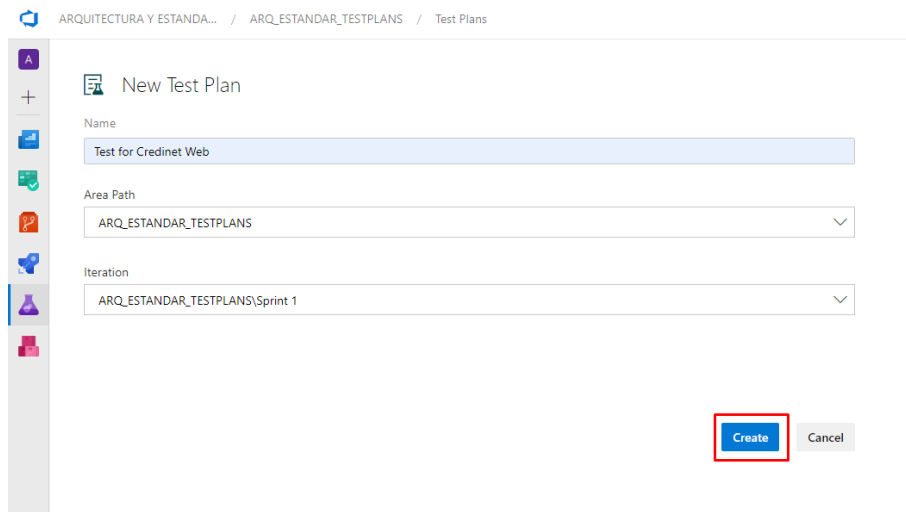 ARQUITECTURA Y ESTANDA... / ARQ_ESTANDAR_TESTPLANS / Test Plans
A
New Test Plan
Name
Test for Credinet Web
Area Path
ARQ_ESTANDAR_TESTPLANS
Iteration
ARQ_ESTANDAR_TESTPLANS\Sprint 1
Create Cancel